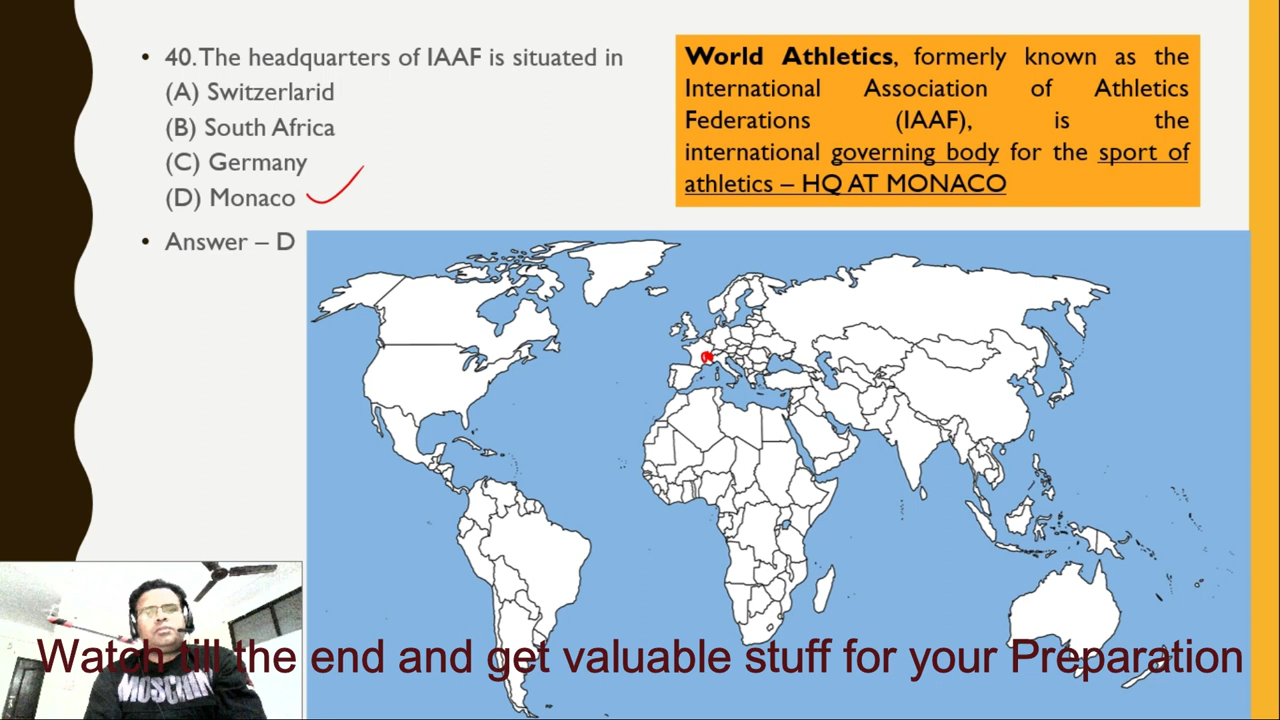 • 40. The headquarters of IAAF is situated in
(A) Switzerlarid
(B) South Africa
(C) Germany
(D) Monaco
• Answer – D
World Athletics, formerly known as the
International Association of Athletics
Federations (IAAF), is the
international governing body for the sport of
athletics – HQ AT MONACO
MOSCHIN
Watch till the end and get valuable stuff for your Preparation